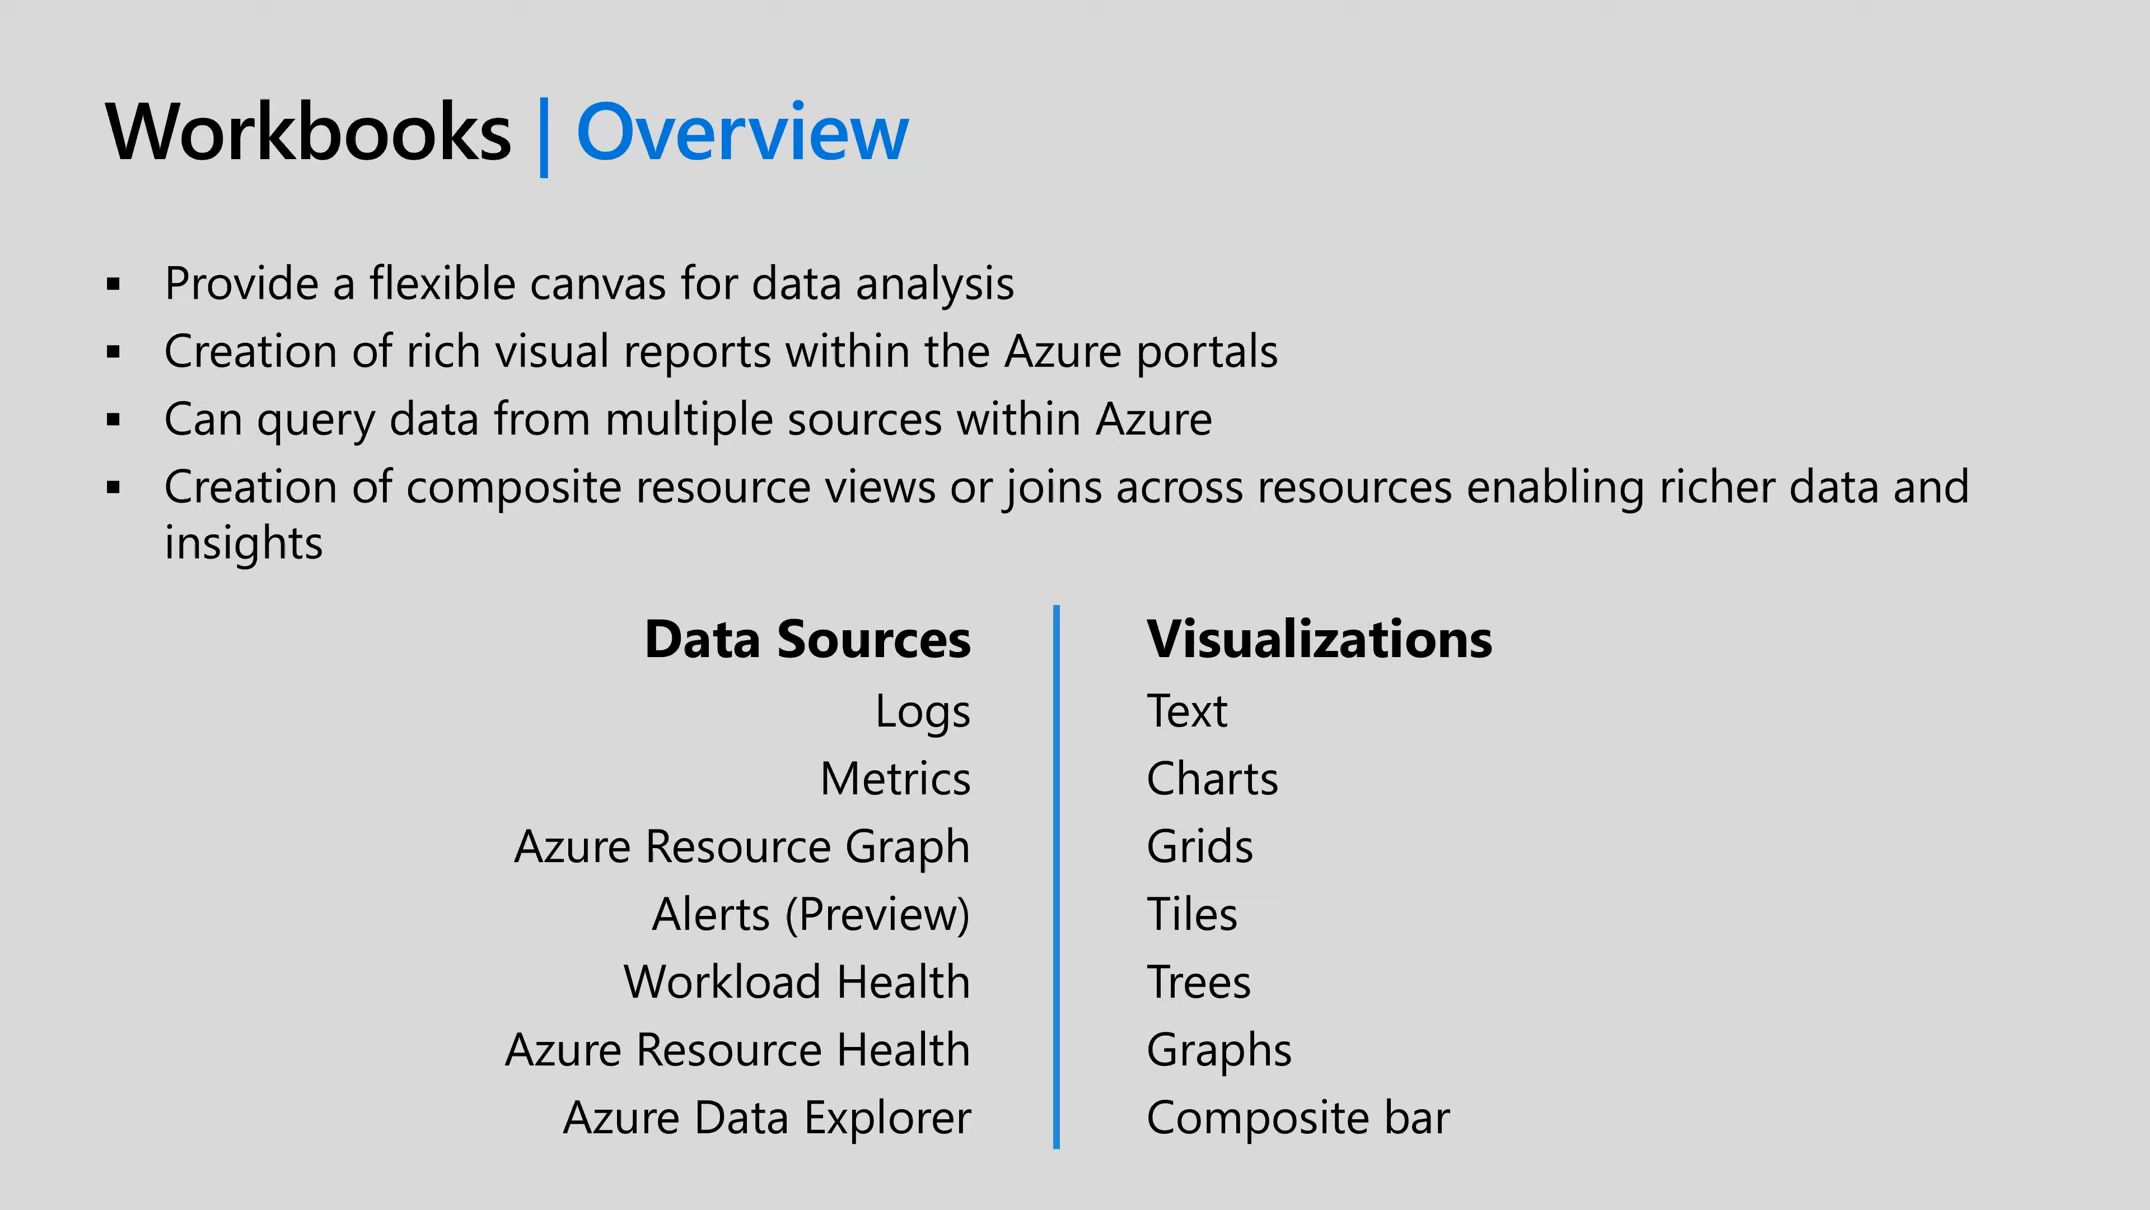 Workbooks | Overview
▪ Provide a flexible canvas for data analysis
▪ Creation of rich visual reports within the Azure portals
▪ Can query data from multiple sources within Azure
▪ Creation of composite resource views or joins across resources enabling richer data and
insights
Data Sources
Logs
Metrics
Azure Resource Graph
Alerts (Preview)
Workload Health
Azure Resource Health
Azure Data Explorer
Visualizations
Text
Charts
Grids
Tiles
Trees
Graphs
Composite bar